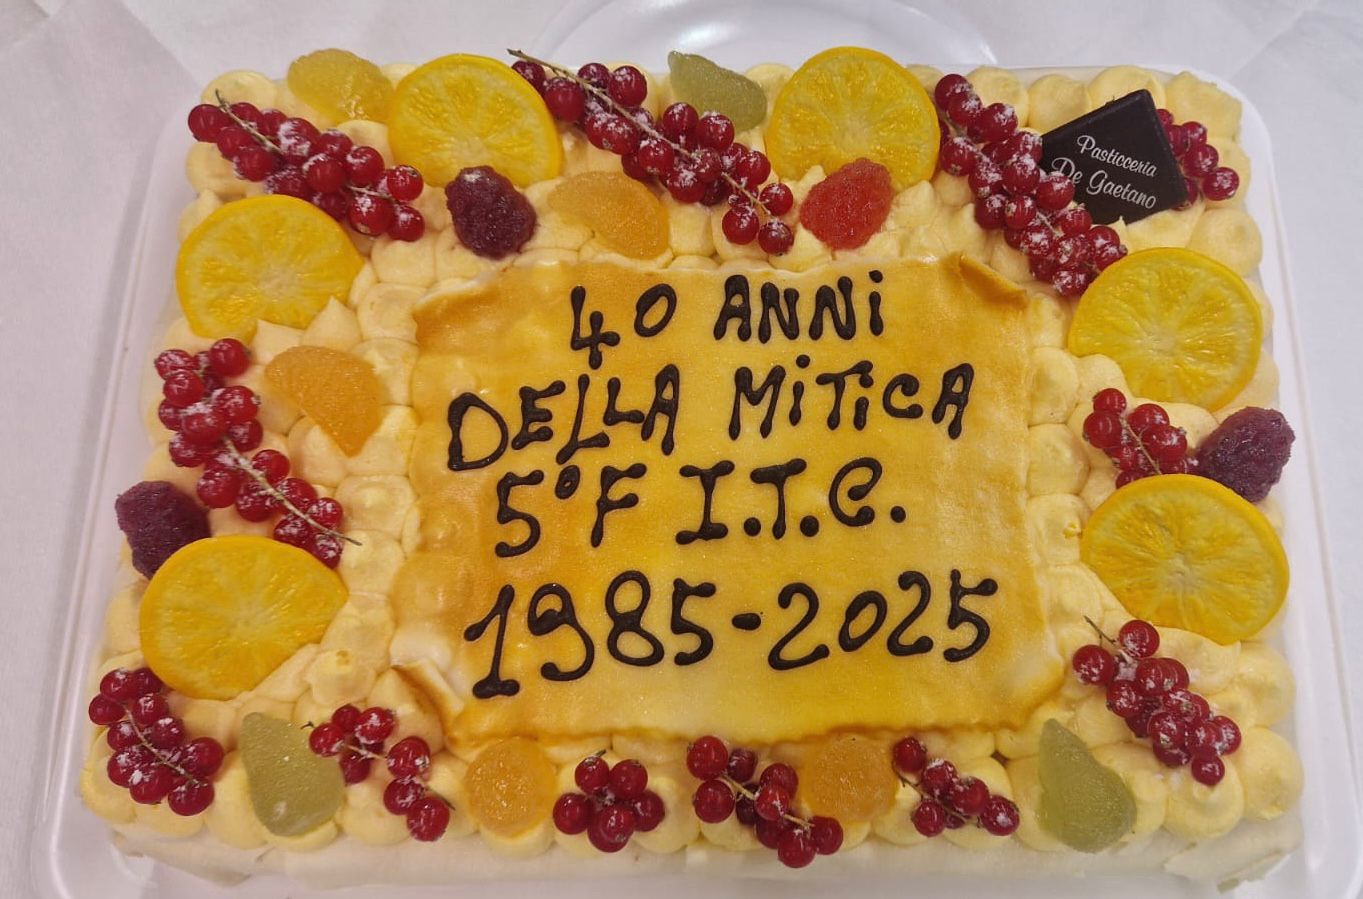 Pasticceria
De Gaetano
40 ANNi
DELLA MiTiCA
5°F I.T.C.
1985-2025